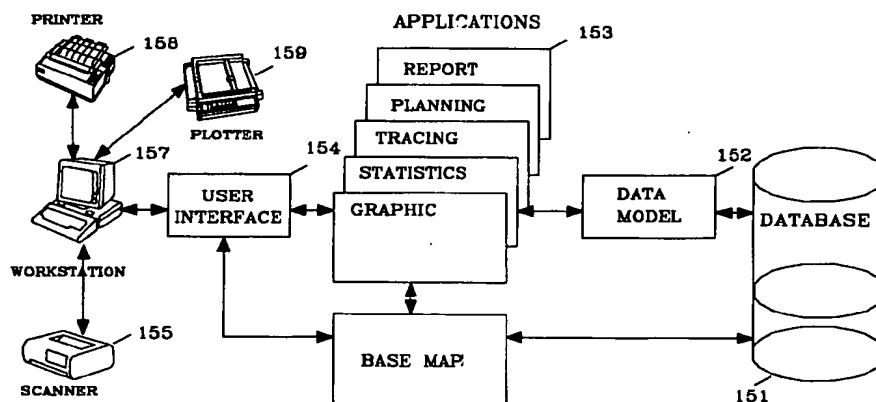 PRINTER
158
159
PLOTTER
157
WORKSTATION
155
SCANNER
154
USER
INTERFACE
APPLICATIONS
153
REPORT
PLANNING
TRACING
STATISTICS
GRAPHIC
BASE MAP
152
DATA
MODEL
DATABASE
151